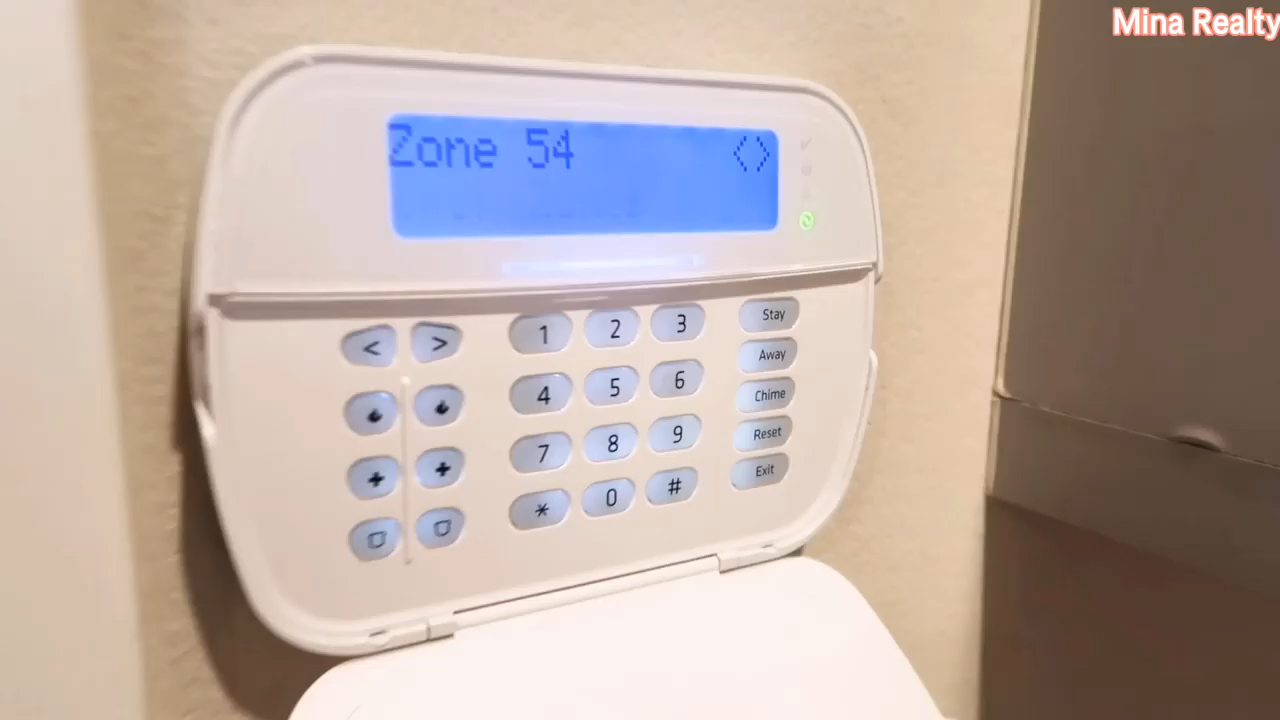 Mina Realty
Zone 54 <>
< > 1 2 3 Stay
4 5 6 Away
Chime
7 8 9 Reset
* 0 # Exit